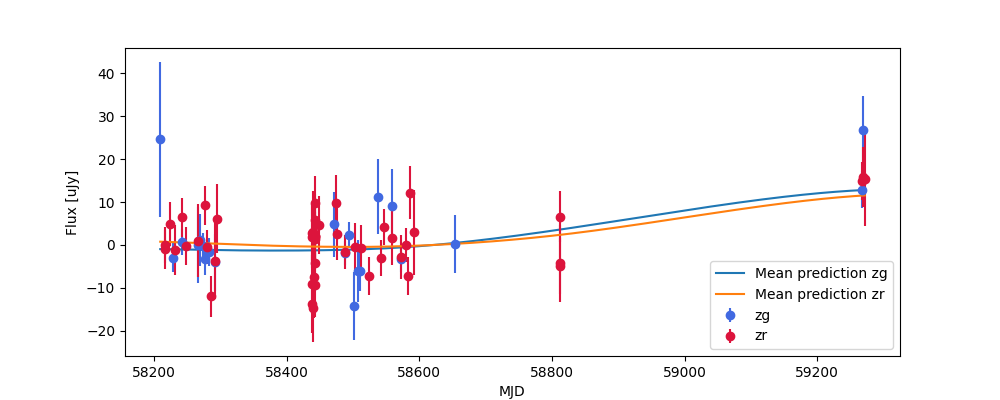 40
30
20
10
0
−10
−20
Flux [uJy]
58200 58400 58600 58800 59000 59200
MJD
Mean prediction zg
Mean prediction zr
zg
zr